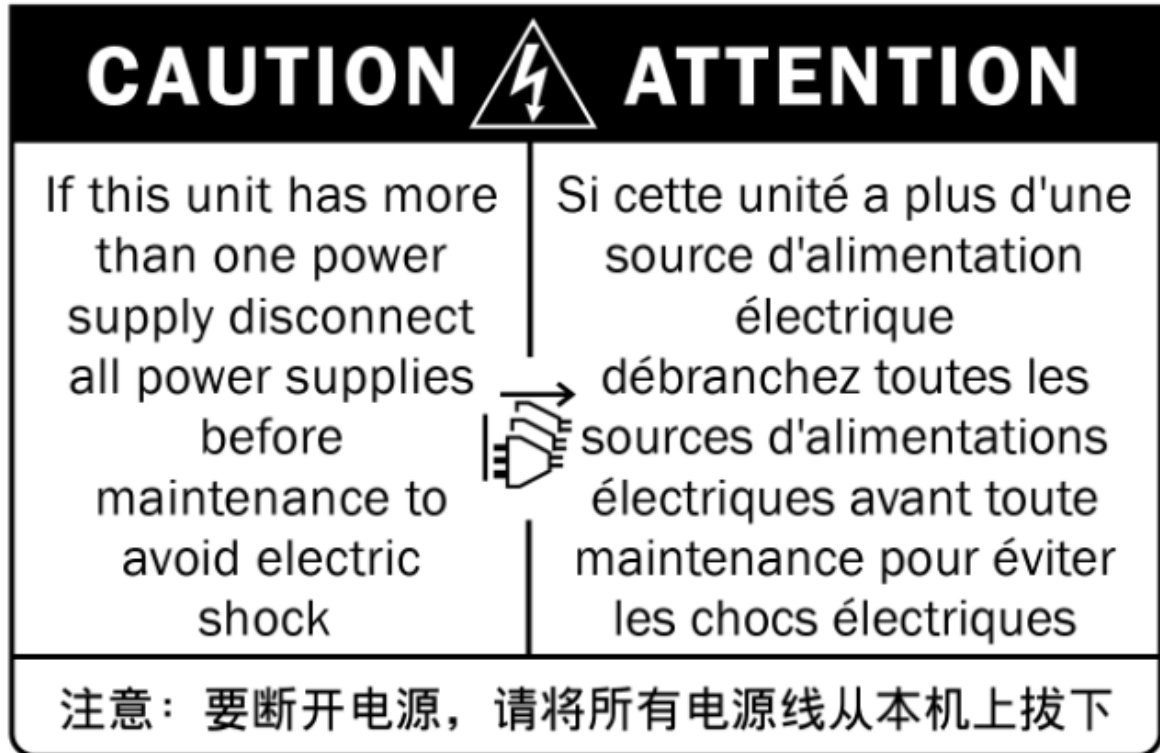 CAUTION ATTENTION
If this unit has more
than one power
supply disconnect
all power supplies
before
maintenance to
avoid electric
shock
Si cette unité a plus d'une
source d'alimentation
électrique
débranchez toutes les
sources d'alimentations
électriques avant toute
maintenance pour éviter
les chocs électriques
注意：要断开电源，请将所有电源线从本机上拔下